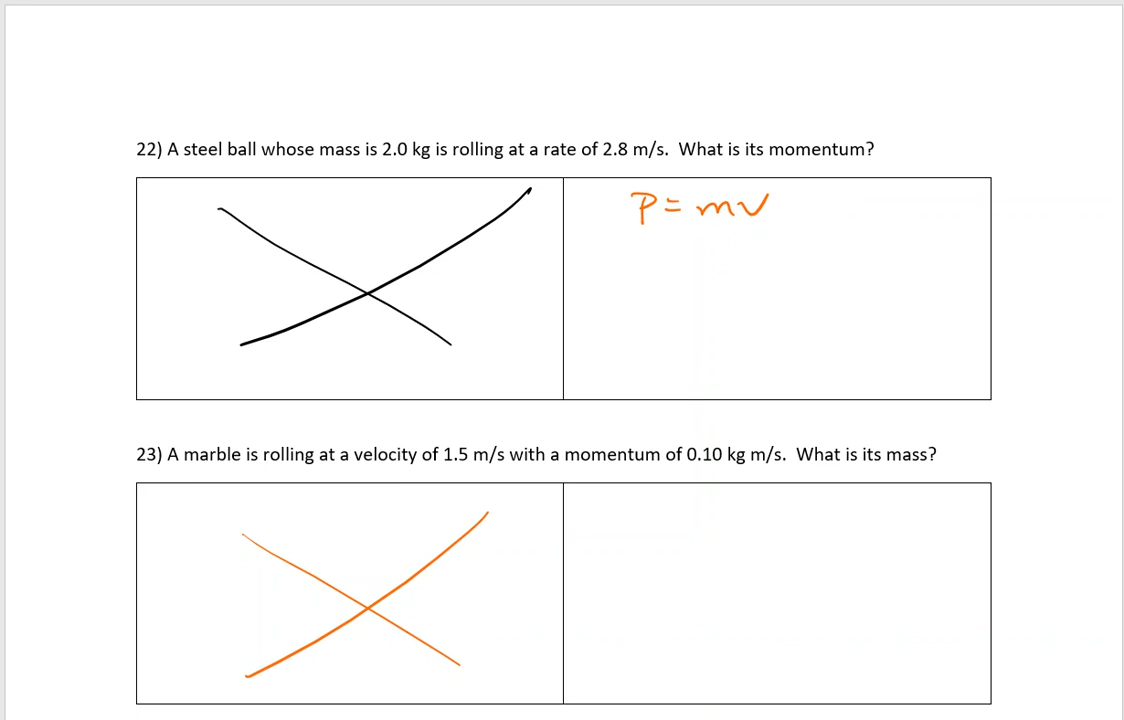 22) A steel ball whose mass is 2.0 kg is rolling at a rate of 2.8 m/s.  What is its momentum?
P = mv
23) A marble is rolling at a velocity of 1.5 m/s with a momentum of 0.10 kg m/s.  What is its mass?